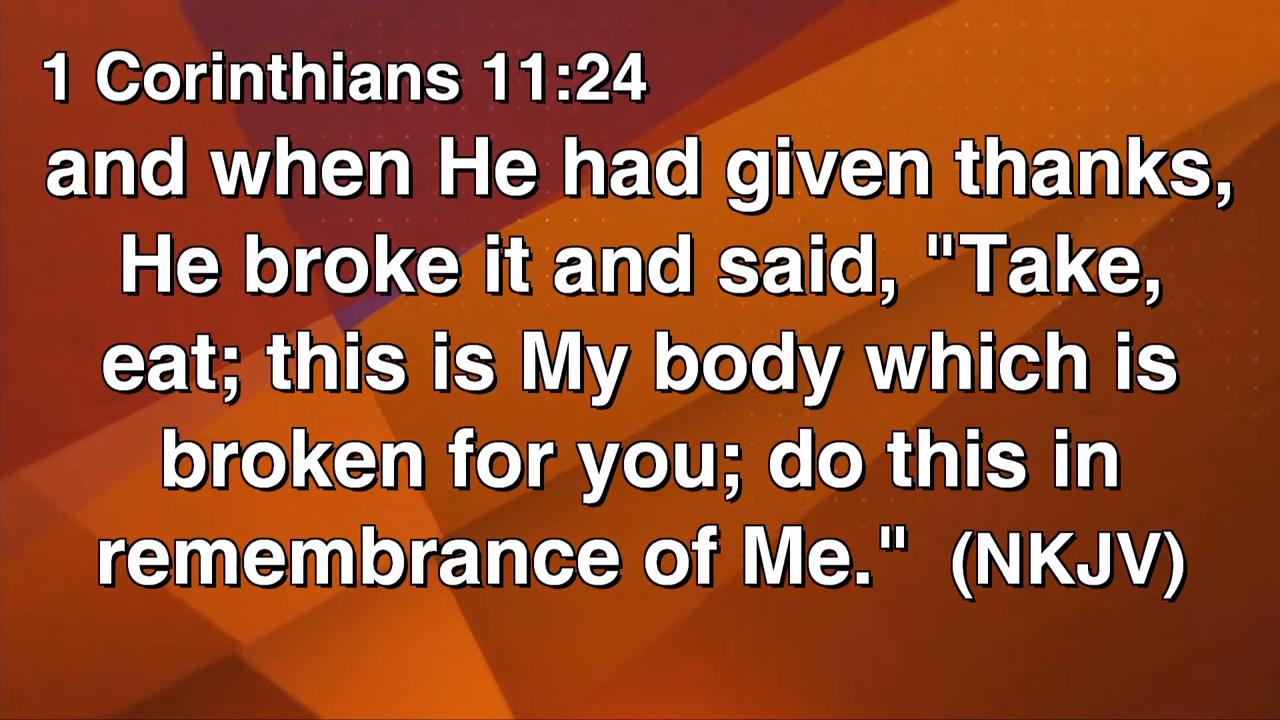 1 Corinthians 11:24
and when He had given thanks,
He broke it and said, "Take,
eat; this is My body which is
broken for you; do this in
remembrance of Me." (NKJV)